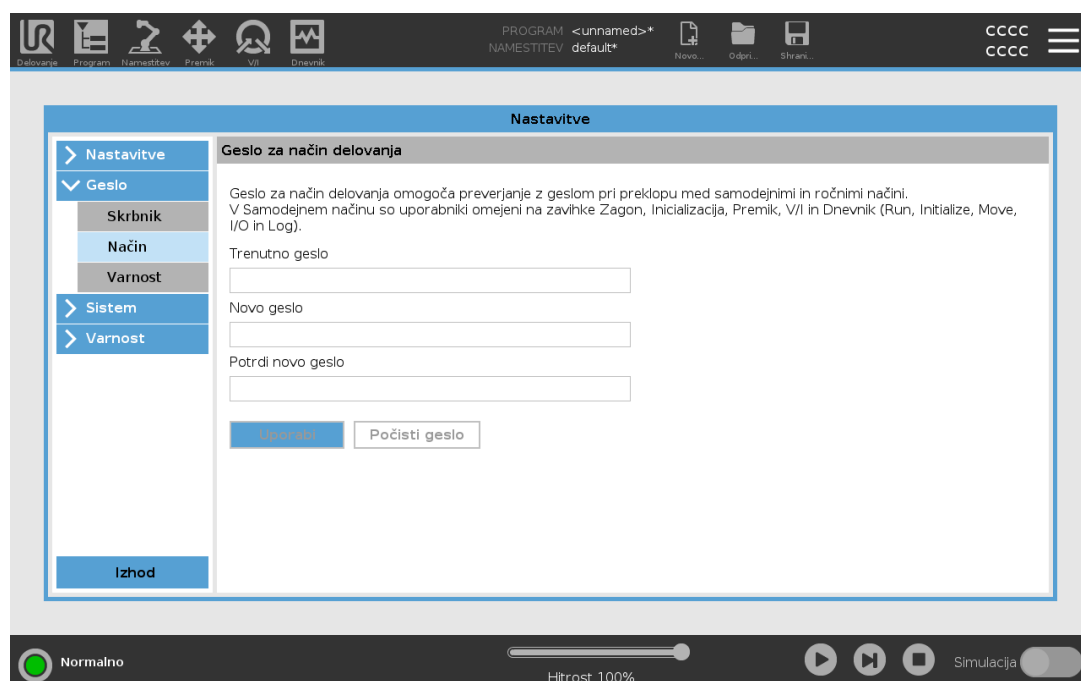 PROGRAM <unnamed>*
NAMESTITEV default*
cccc
cccc
Delovanje Program Namestitev Premik V/I Dnevnik Novo... Odpri... Shrani...
Nastavitve
Nastavitve
Geslo
Skrbnik
Način
Varnost
Sistem
Varnost
Izhod
Geslo za način delovanja
Geslo za način delovanja omogoča preverjanje z geslom pri preklopu med samodejnimi in ročnimi načini.
V Samodejnem načinu so uporabniki omejeni na zavihke Zagon, Inicializacija, Premik, V/I in Dnevnik (Run, Initialize, Move,
I/O in Log).
Trenutno geslo
Novo geslo
Potrdi novo geslo
Uporabi Počisti geslo
Normalno
Hitrost 100%
Simulacija